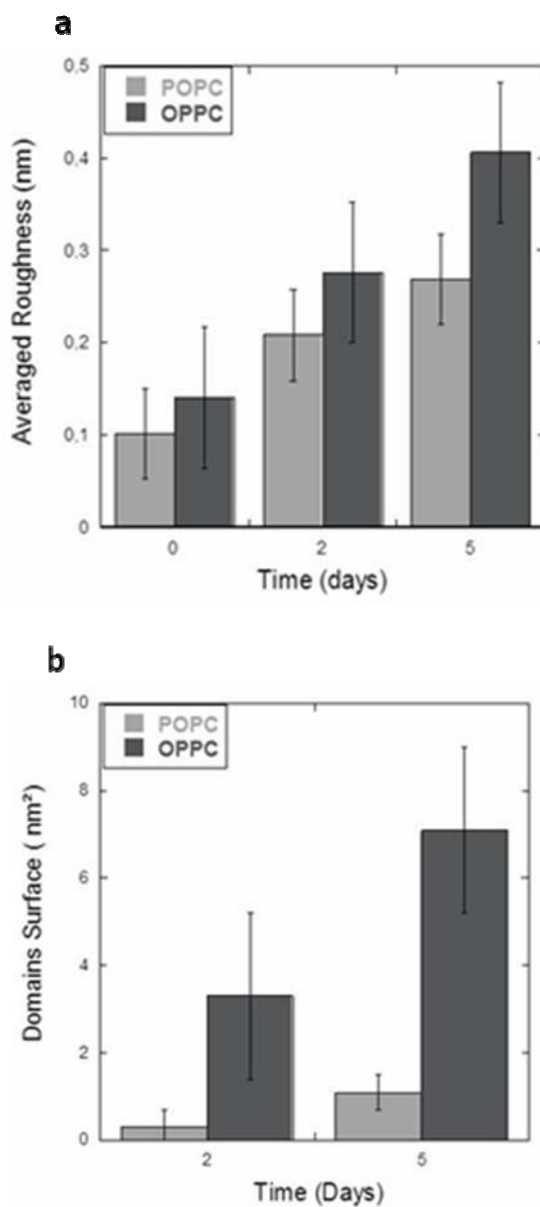 a
0,5
POPC
OPPC
0,4
0,3
0,2
0,1
0
Averaged Roughness (nm)
0 2 5
Time (days)
b
10
POPC
OPPC
8
6
4
2
0
Domains Surface ( nm²)
2 5
Time (Days)